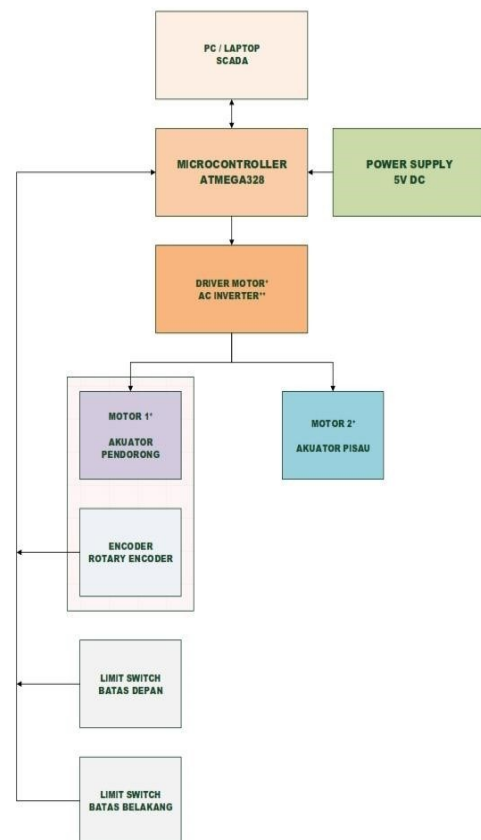 PC / LAPTOP
SCADA
MICROCONTROLLER
ATMEGA328
POWER SUPPLY
5V DC
DRIVER MOTOR*
AC INVERTER**
MOTOR 1*
AKUATOR
PENDORONG
MOTOR 2*
AKUATOR PISAU
ENCODER
ROTARY ENCODER
LIMIT SWITCH
BATAS DEPAN
LIMIT SWITCH
BATAS BELAKANG